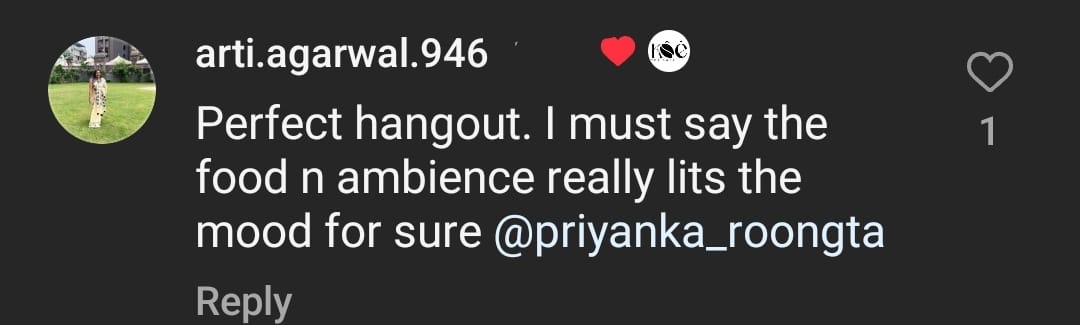 arti.agarwal.946
Perfect hangout. I must say the
1
food n ambience really lits the
mood for sure @priyanka_roongta
Reply